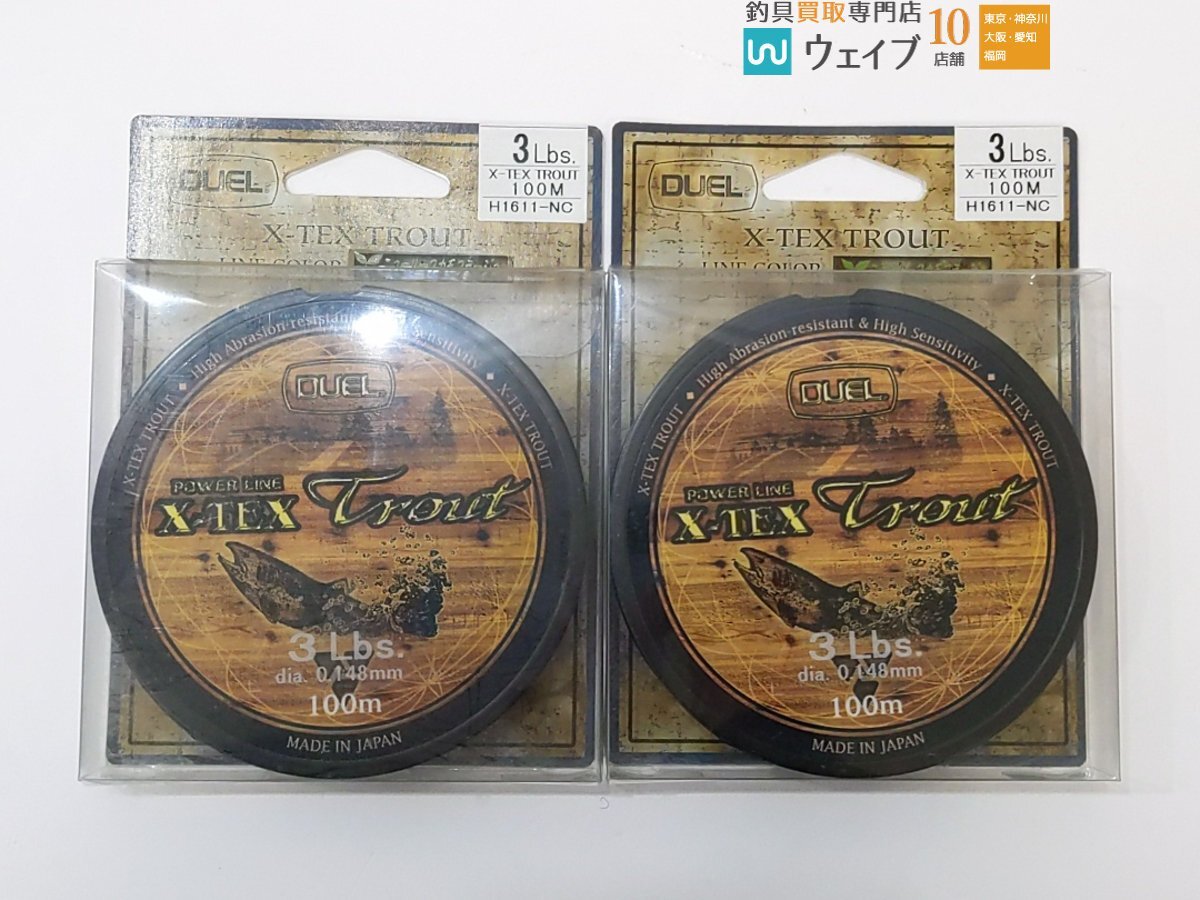 釣具買取専門店
ウェイブ
10
店舗
東京・神奈川
大阪・愛知
福岡
DUEL
3 Lbs.
X-TEX TROUT
100M
H1611-NC
X-TEX TROUT
LINE COLOR
High Abrasion-resistant & High Sensitivity
X-TEX TROUT
X-TEX TROUT
DUEL
POWER LINE
X-TEX Trout
3 Lbs.
dia. 0.148mm
100m
MADE IN JAPAN
DUEL
3 Lbs.
X-TEX TROUT
100M
H1611-NC
X-TEX TROUT
LINE COLOR
High Abrasion-resistant & High Sensitivity
X-TEX TROUT
X-TEX TROUT
DUEL
POWER LINE
X-TEX Trout
3 Lbs.
dia. 0.148mm
100m
MADE IN JAPAN